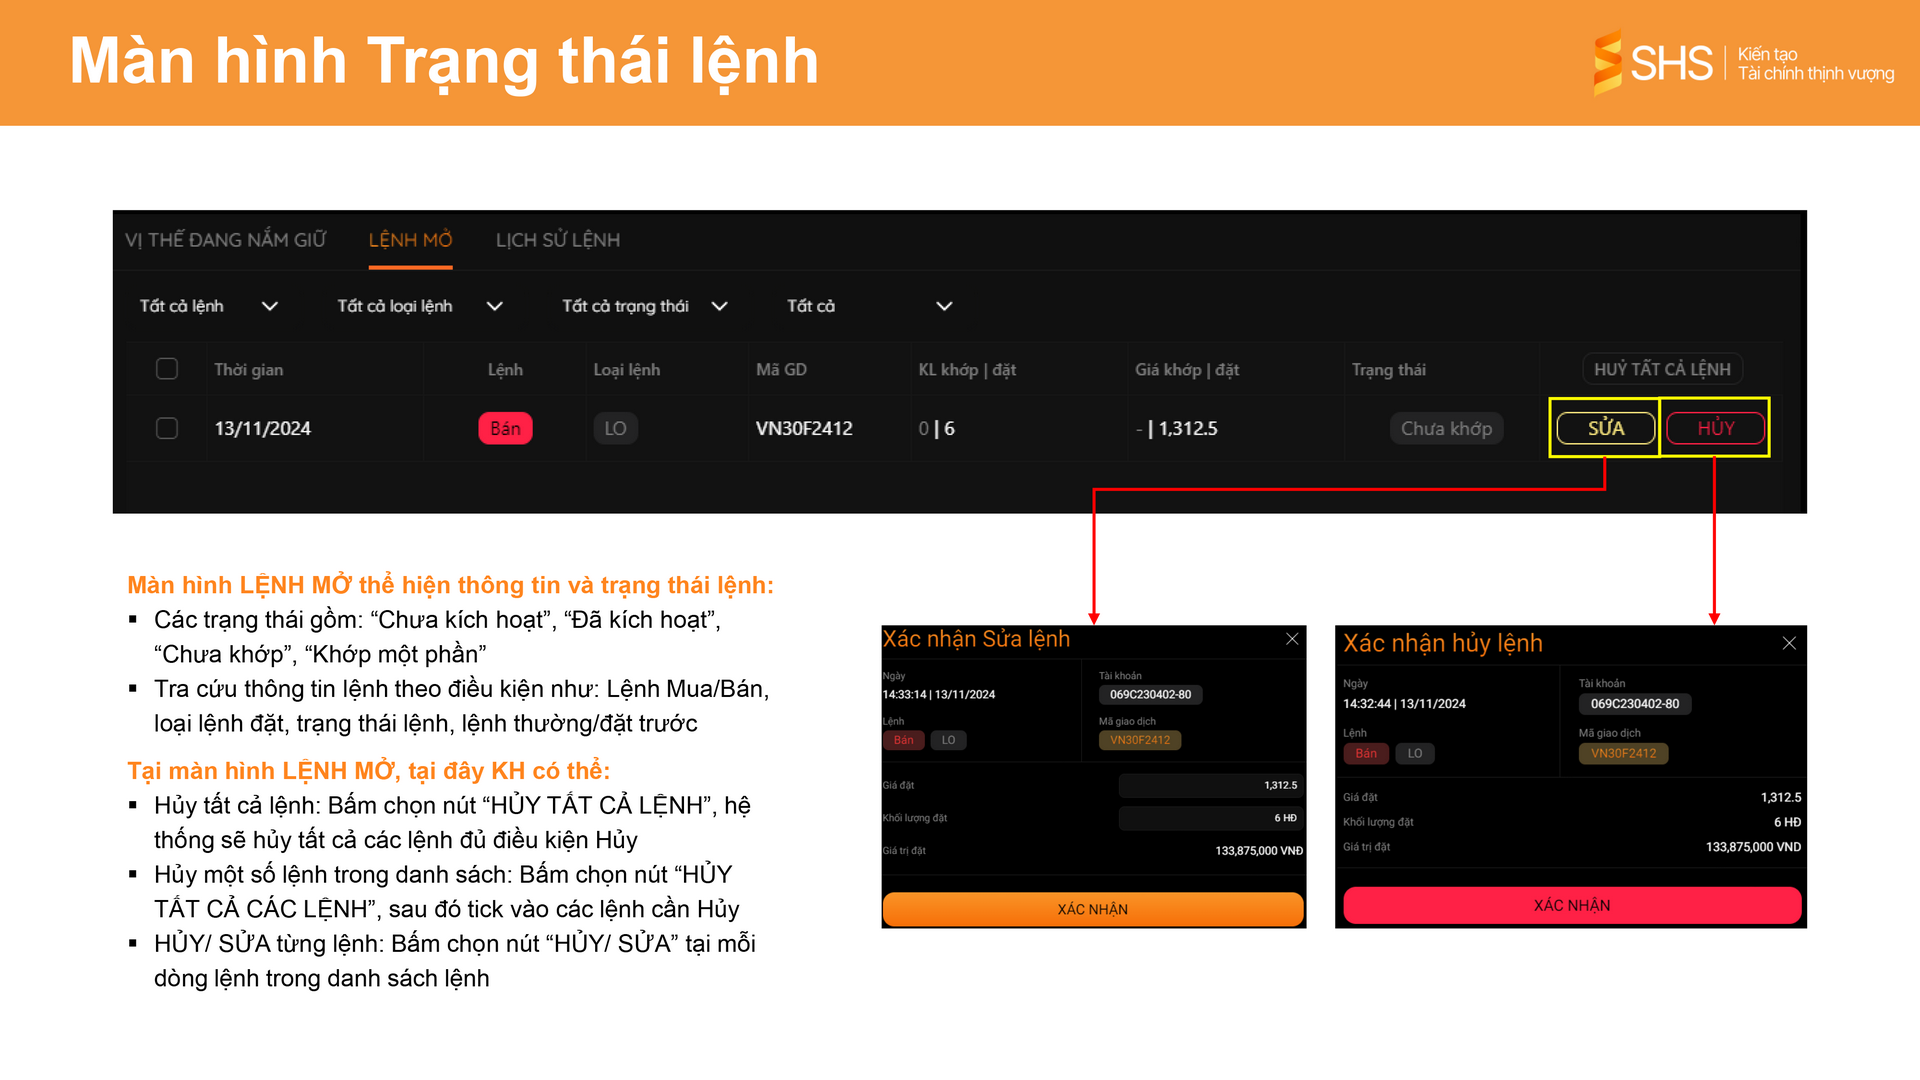 Màn hình Trạng thái lệnh
SHS
Kiến tạo
Tài chính thịnh vượng
VỊ THẾ ĐANG NẮM GIỮ LỆNH MỞ LỊCH SỬ LỆNH
Tất cả lệnh Tất cả loại lệnh Tất cả trạng thái Tất cả
Thời gian Lệnh Loại lệnh Mã GD KL khớp | đặt Giá khớp | đặt Trạng thái HUỶ TẤT CẢ LỆNH
13/11/2024 Bán LO VN30F2412 0 | 6 - | 1,312.5 Chưa khớp SỬA HỦY
Màn hình LỆNH MỞ thể hiện thông tin và trạng thái lệnh:
▪ Các trạng thái gồm: “Chưa kích hoạt”, “Đã kích hoạt”,
“Chưa khớp”, “Khớp một phần”
▪ Tra cứu thông tin lệnh theo điều kiện như: Lệnh Mua/Bán,
loại lệnh đặt, trạng thái lệnh, lệnh thường/đặt trước
Tại màn hình LỆNH MỞ, tại đây KH có thể:
▪ Hủy tất cả lệnh: Bấm chọn nút “HỦY TẤT CẢ LỆNH”, hệ
thống sẽ hủy tất cả các lệnh đủ điều kiện Hủy
▪ Hủy một số lệnh trong danh sách: Bấm chọn nút “HỦY
TẤT CẢ CÁC LỆNH”, sau đó tick vào các lệnh cần Hủy
▪ HỦY/ SỬA từng lệnh: Bấm chọn nút “HỦY/ SỬA” tại mỗi
dòng lệnh trong danh sách lệnh
Xác nhận Sửa lệnh
Ngày Tài khoản
14:33:14 | 13/11/2024 069C230402-80
Lệnh Mã giao dịch
Bán LO VN30F2412
Giá đặt 1,312.5
Khối lượng đặt 6 HĐ
Giá trị đặt 133,875,000 VNĐ
XÁC NHẬN
Xác nhận hủy lệnh
Ngày Tài khoản
14:32:44 | 13/11/2024 069C230402-80
Lệnh Mã giao dịch
Bán LO VN30F2412
Giá đặt 1,312.5
Khối lượng đặt 6 HĐ
Giá trị đặt 133,875,000 VND
XÁC NHẬN